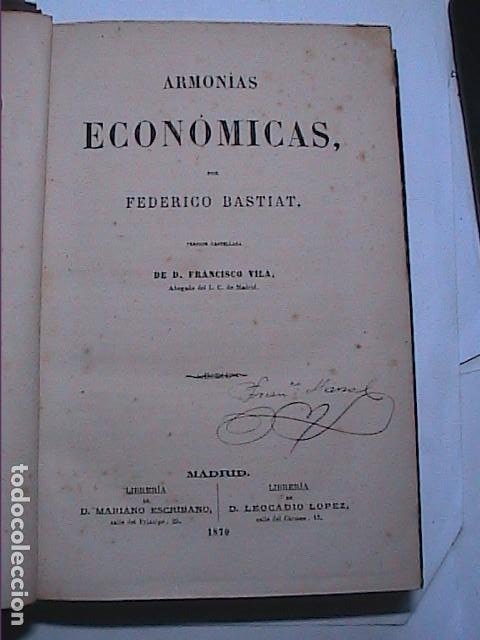 ARMONÍAS
ECONÓMICAS,
POR
FEDERICO BASTIAT.
VERSION CASTELLANA
DE D. FRANCISCO VILA,
Abogado del I. C. de Madrid.
MADRID.
LIBRERÍA
DE
D. MARIANO ESCRIBANO,
calle del Príncipe, 25.
LIBRERÍA
DE
D. LEOCADIO LOPEZ,
calle del Cármen, 13.
1870
todocoleccion